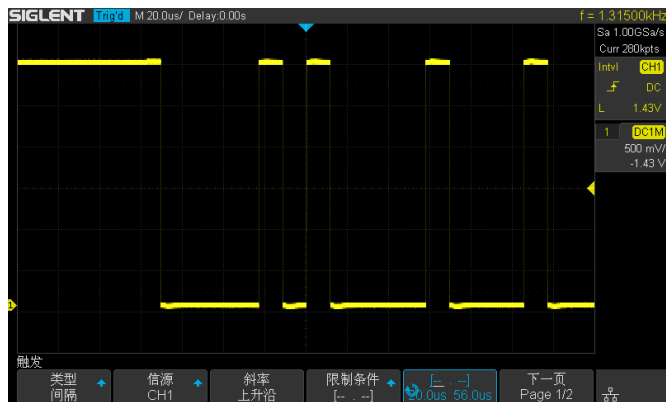 SIGLENT Trig'd M 20.0us/ Delay:0.00s f = 1.31500kHz
Sa 1.00GSa/s
Curr 280kpts
Intvl CH1
DC
L 1.43V
1 DC1M
500 mV/
-1.43 V
1
触发
类型 信源 斜率 限制条件 [--.--] 下一页
间隔 CH1 上升沿 [--.--] 56.0us Page 1/2